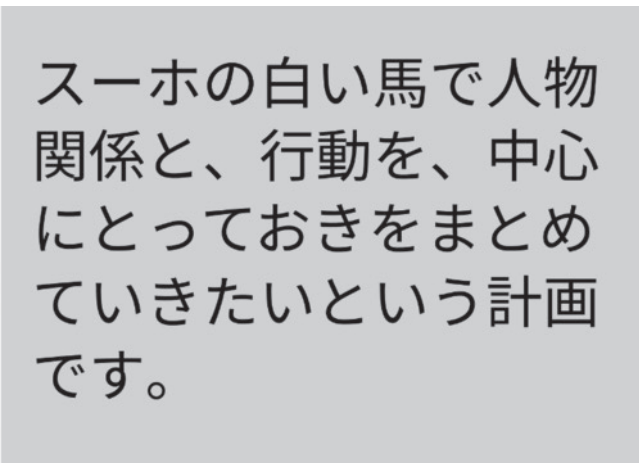 スーホの白い馬で人物
関係と、行動を、中心
にとっておきをまとめ
ていきたいという計画
です。